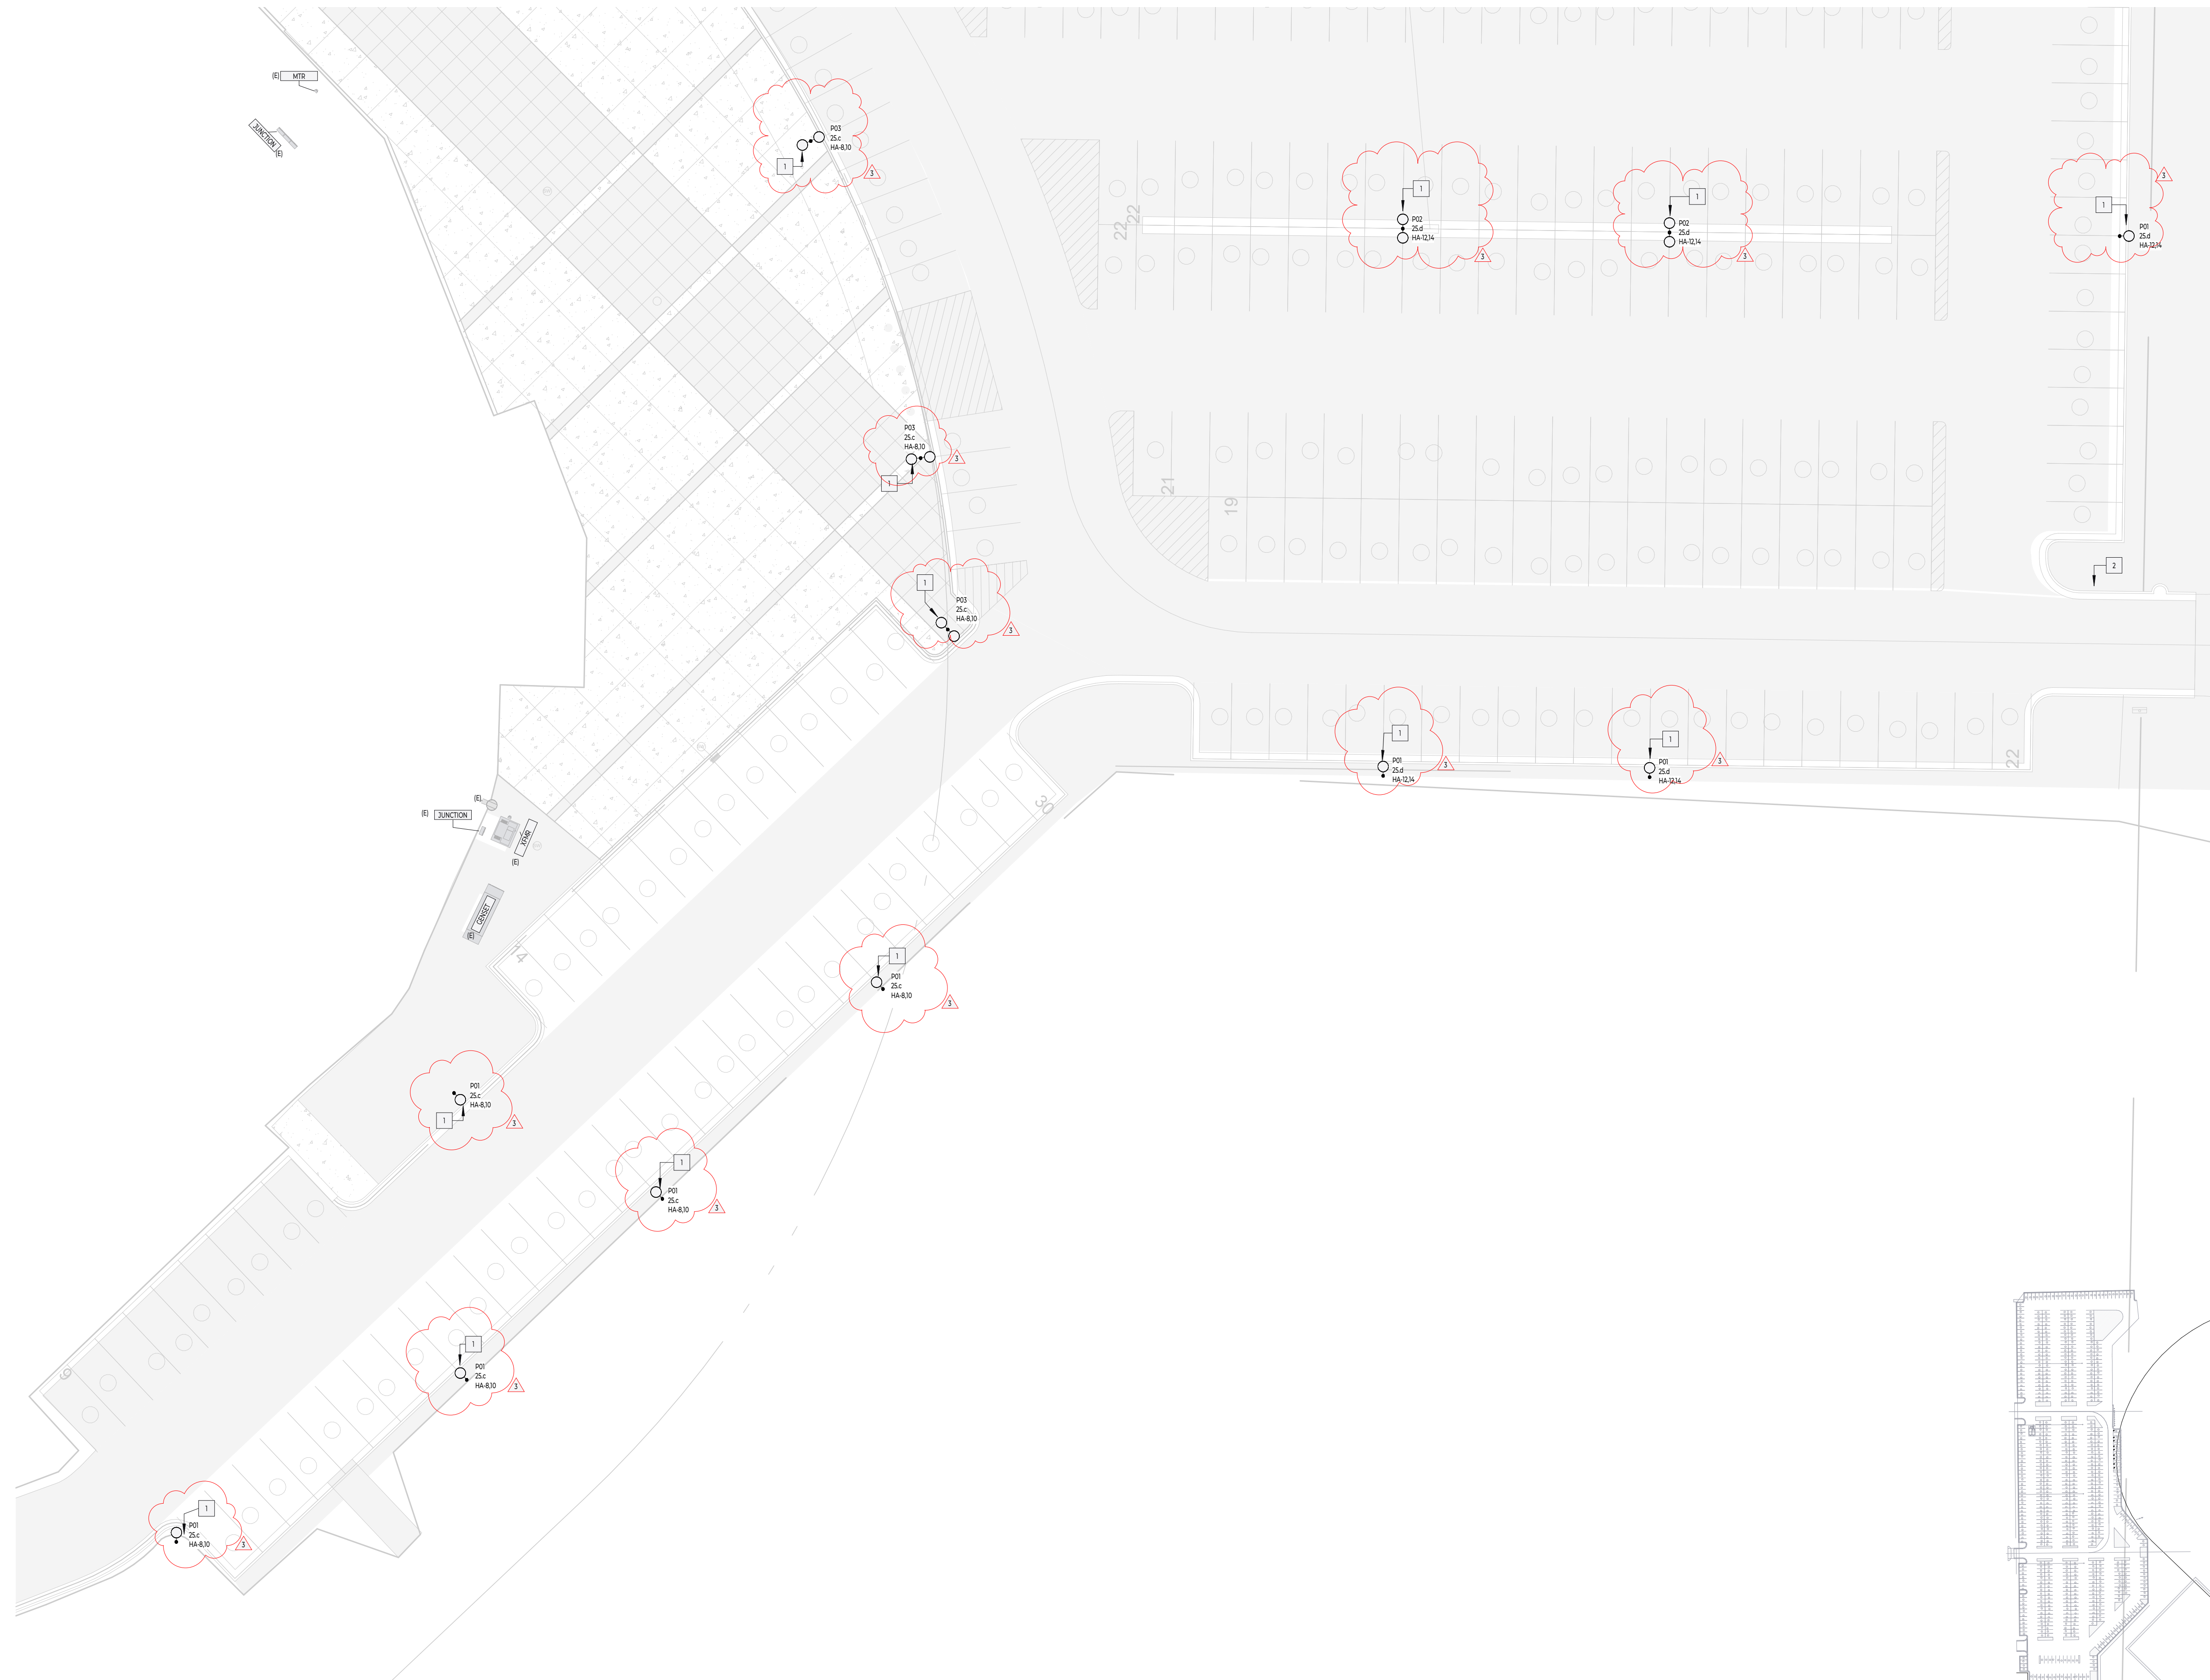 (E) MTR
JUNCTION
(E)
P03
25.c
HA-8,10
1
3
1
P02
25.d
HA-12,14
3
1
P02
25.d
HA-12,14
3
3
1
P01
25.d
HA-12,14
22
22
P03
25.c
HA-8,10
1
3
21
19
1
P03
25.c
HA-8,10
3
2
1
P01
25.d
HA-12,14
3
1
P01
25.d
HA-12,14
3
22
(E)
(E) JUNCTION
XFMR
(E)
GENSET
(E)
30
14
1
P01
25.c
HA-8,10
3
P01
25.c
HA-8,10
1
3
1
P01
25.c
HA-8,10
3
1
P01
25.c
HA-8,10
3
9
1
P01
25.c
HA-8,10
3